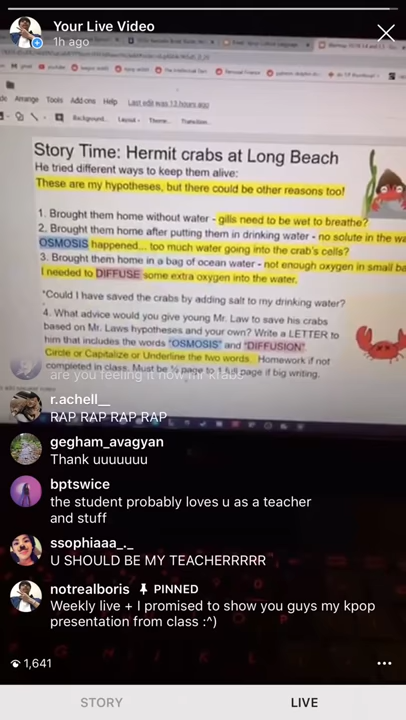 Your Live Video
1h ago
Arrange Tools Add-ons Help Last edit was 13 hours ago
Background... Layout Theme... Transition...
Story Time: Hermit crabs at Long Beach
He tried different ways to keep them alive:
These are my hypotheses, but there could be other reasons too!
1. Brought them home without water - gills need to be wet to breathe?
2. Brought them home after putting them in drinking water - no solute in the wa
OSMOSIS happened... too much water going into the crab's cells?
3. Brought them home in a bag of ocean water - not enough oxygen in small ba
I needed to DIFFUSE some extra oxygen into the water.
*Could I have saved the crabs by adding salt to my drinking water?
4. What advice would you give young Mr. Law to save his crabs
based on Mr. Laws hypotheses and your own? Write a LETTER to
him that includes the words "OSMOSIS" and "DIFFUSION"
Circle or Capitalize or Underline the two words. Homework if not
completed in class. Must be ½ page to 1 full page if big writing.
are you feeling it now mr krabs
r.achell__
RAP RAP RAP RAP
gegham_avagyan
Thank uuuuuuu
bptswice
the student probably loves u as a teacher
and stuff
ssophiaaa_._
U SHOULD BE MY TEACHERRRRR
notrealboris PINNED
Weekly live + I promised to show you guys my kpop
presentation from class :^)
1,641
STORY LIVE